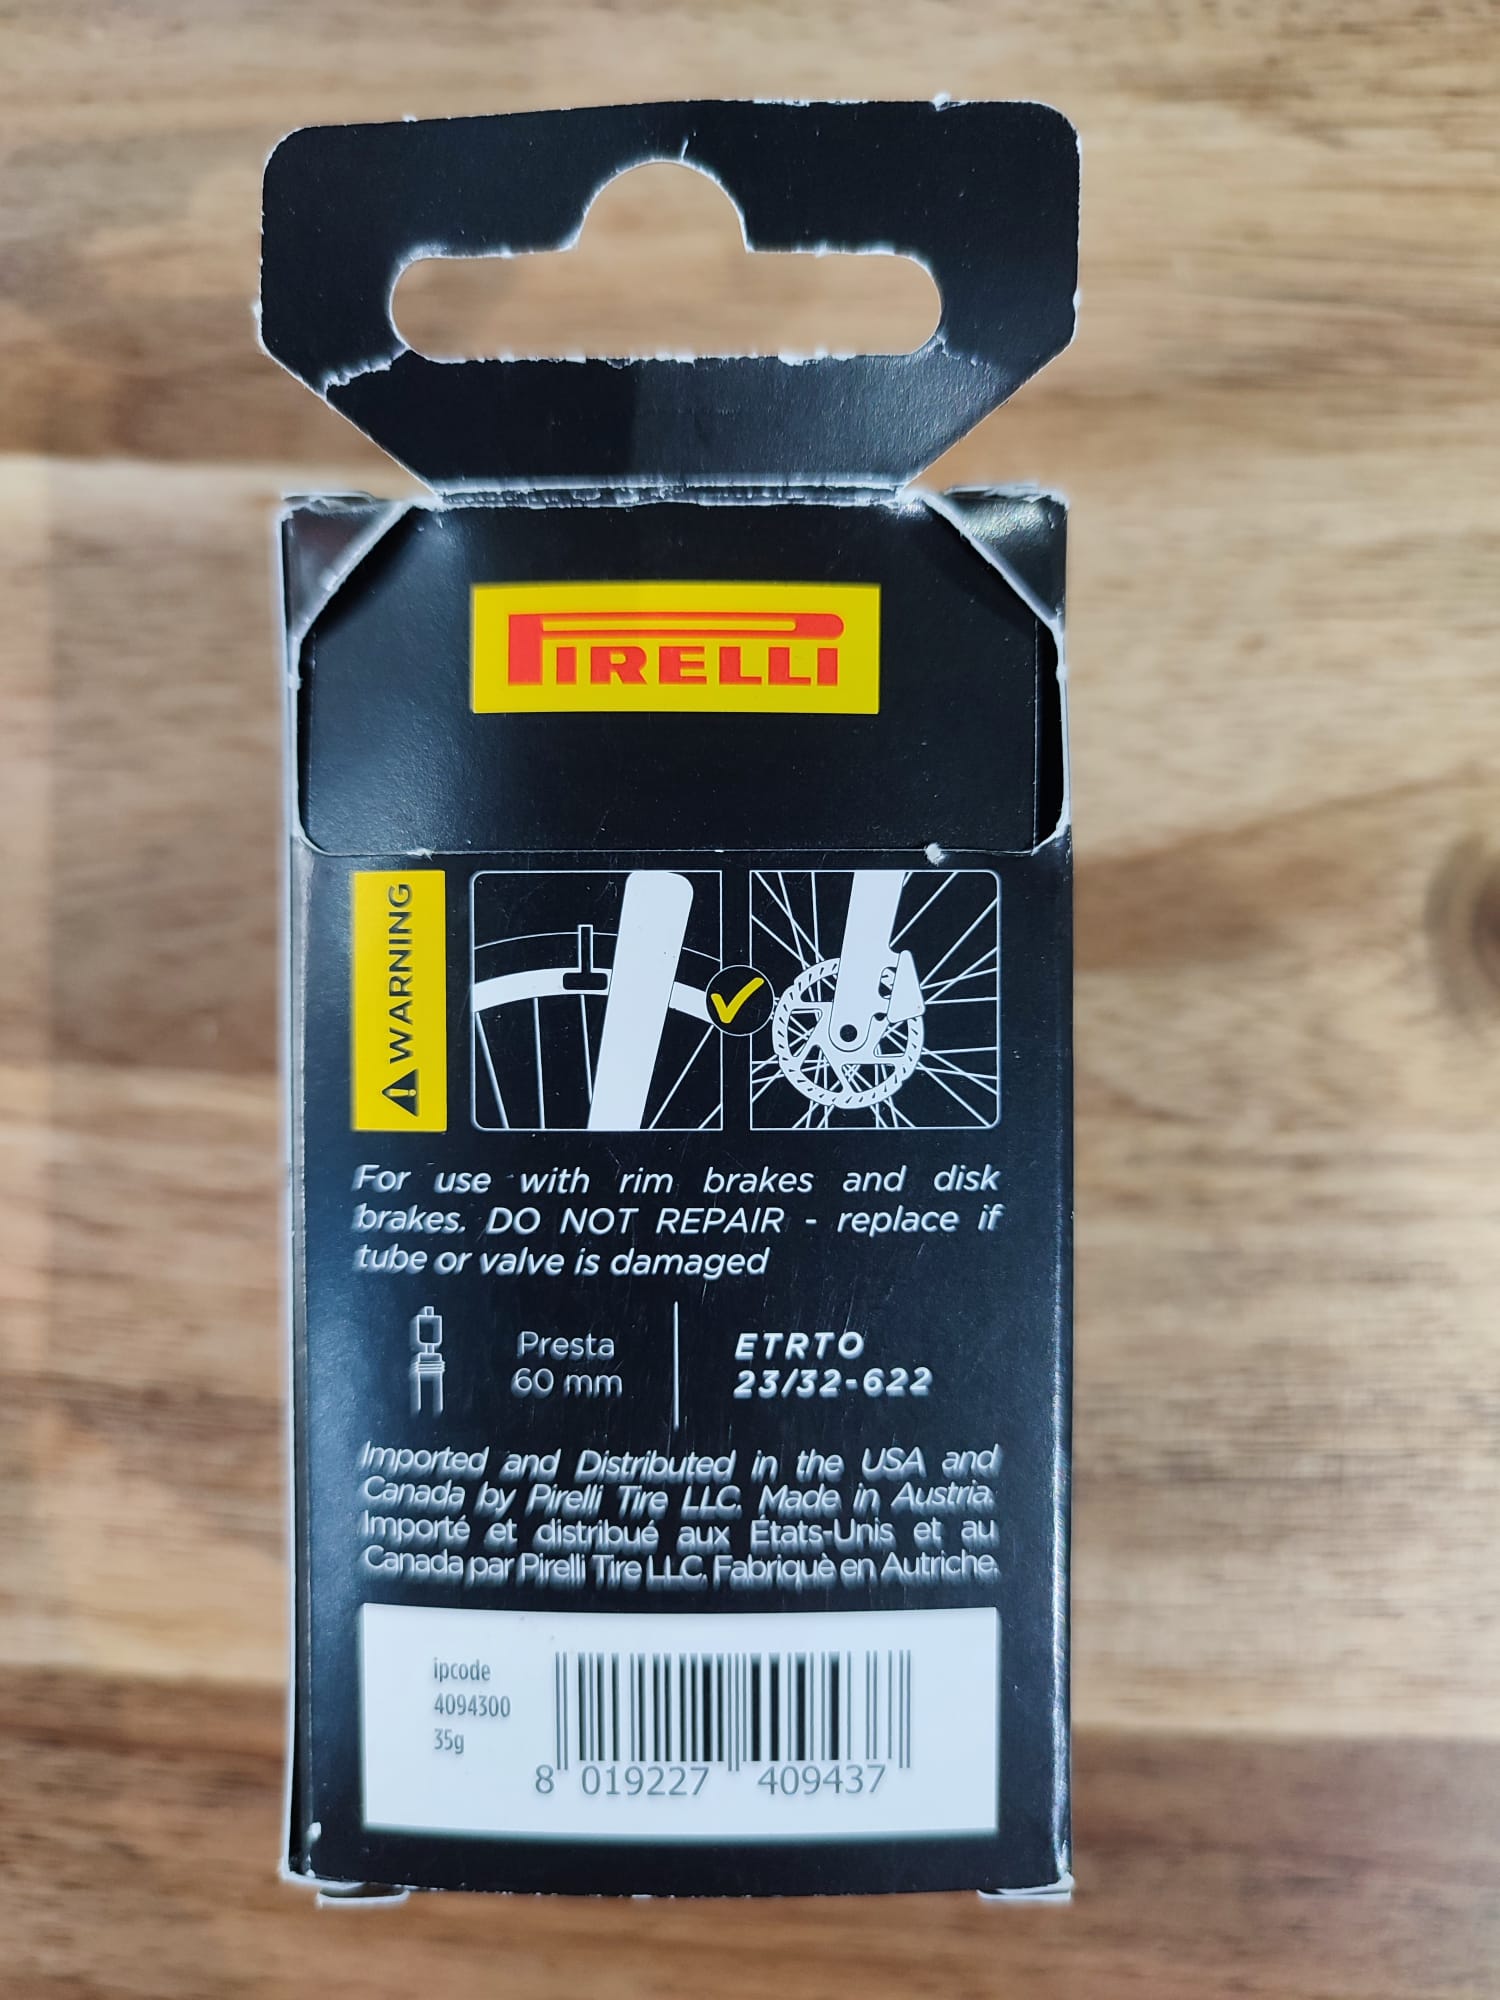 PIRELLI
WARNING
For use with rim brakes and disk
brakes. DO NOT REPAIR - replace if
tube or valve is damaged
Presta
60 mm
ETRTO
23/32-622
Imported and Distributed in the USA and
Canada by Pirelli Tire LLC. Made in Austria.
Importé et distribué aux États-Unis et au
Canada par Pirelli Tire LLC. Fabriquè en Autriche.
ipcode
4094300
35g
8 019227 409437